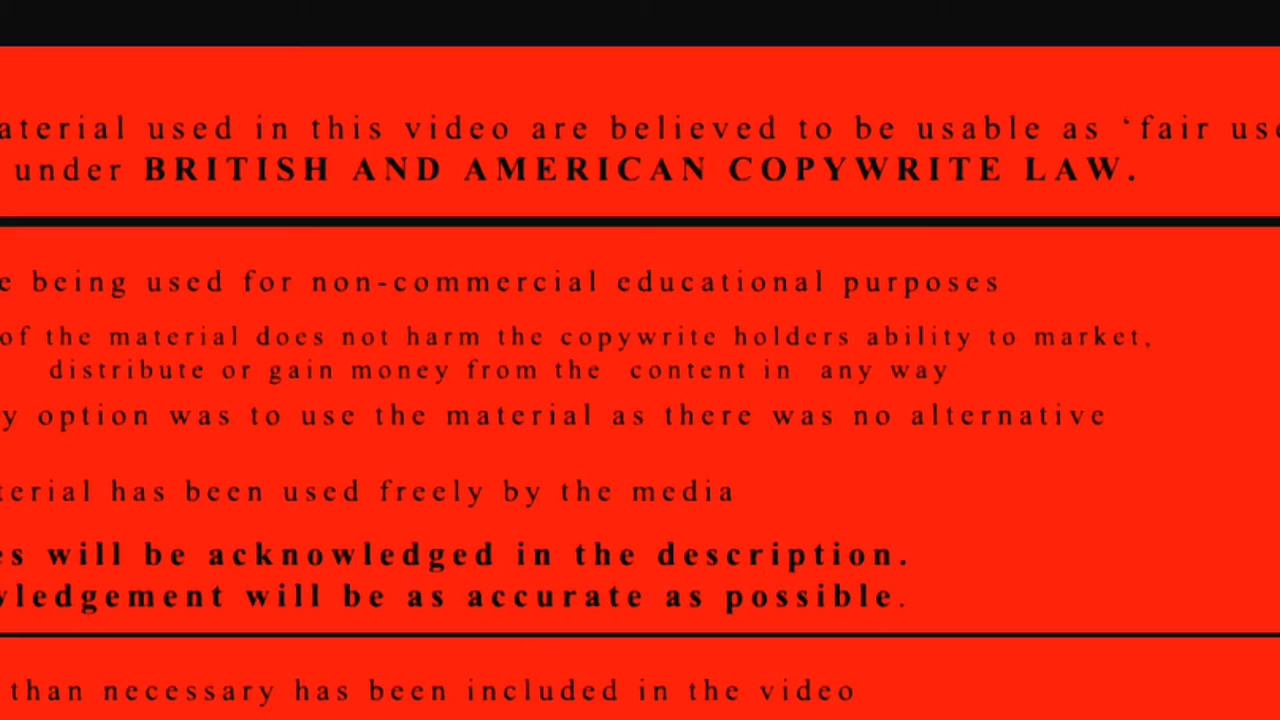 aterial used in this video are believed to be usable as ‘fair use
under BRITISH AND AMERICAN COPYWRITE LAW.
e being used for non-commercial educational purposes
of the material does not harm the copywrite holders ability to market,
distribute or gain money from the content in any way
y option was to use the material as there was no alternative
terial has been used freely by the media
es will be acknowledged in the description.
wledgement will be as accurate as possible.
than necessary has been included in the video